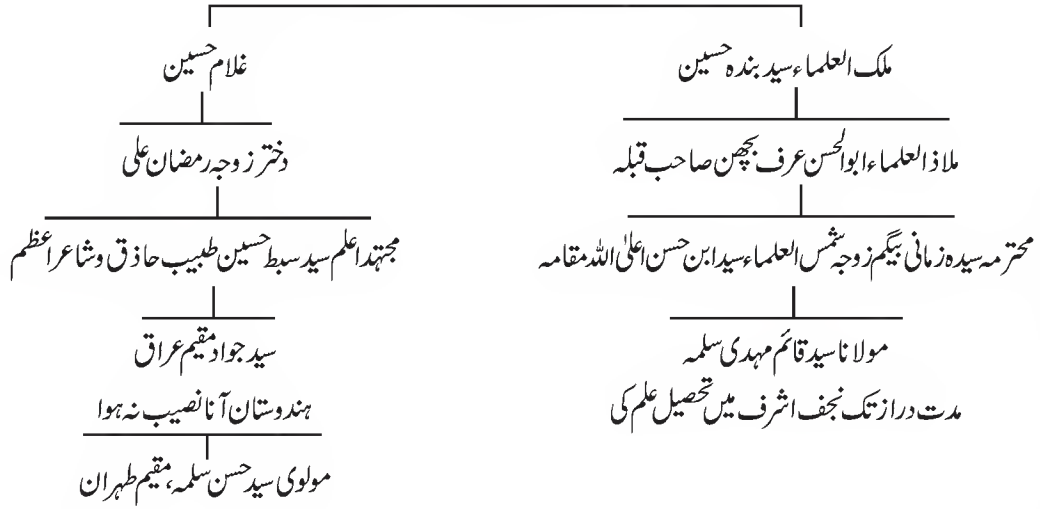 ملک العلماء سید بندہ حسین
ملاذ العلماء ابوالحسن عرف بچھن صاحب قبلہ
محترمہ سیدہ زمانی بیگم زوجہ شمس العلماء سید ابن حسن اعلیٰ اللہ مقامہ
مولانا سید قائم مہدی سلمہ
مدت دراز تک نجف اشرف میں تحصیل علم کی
غلام حسین
دختر زوجہ رمضان علی
مجتہد اعلم سید سبط حسین طبیب حاذق وشاعر اعظم
سید جواد مقیم عراق
ہندوستان آنا نصیب نہ ہوا
مولوی سید حسن سلمہ، مقیم طہران